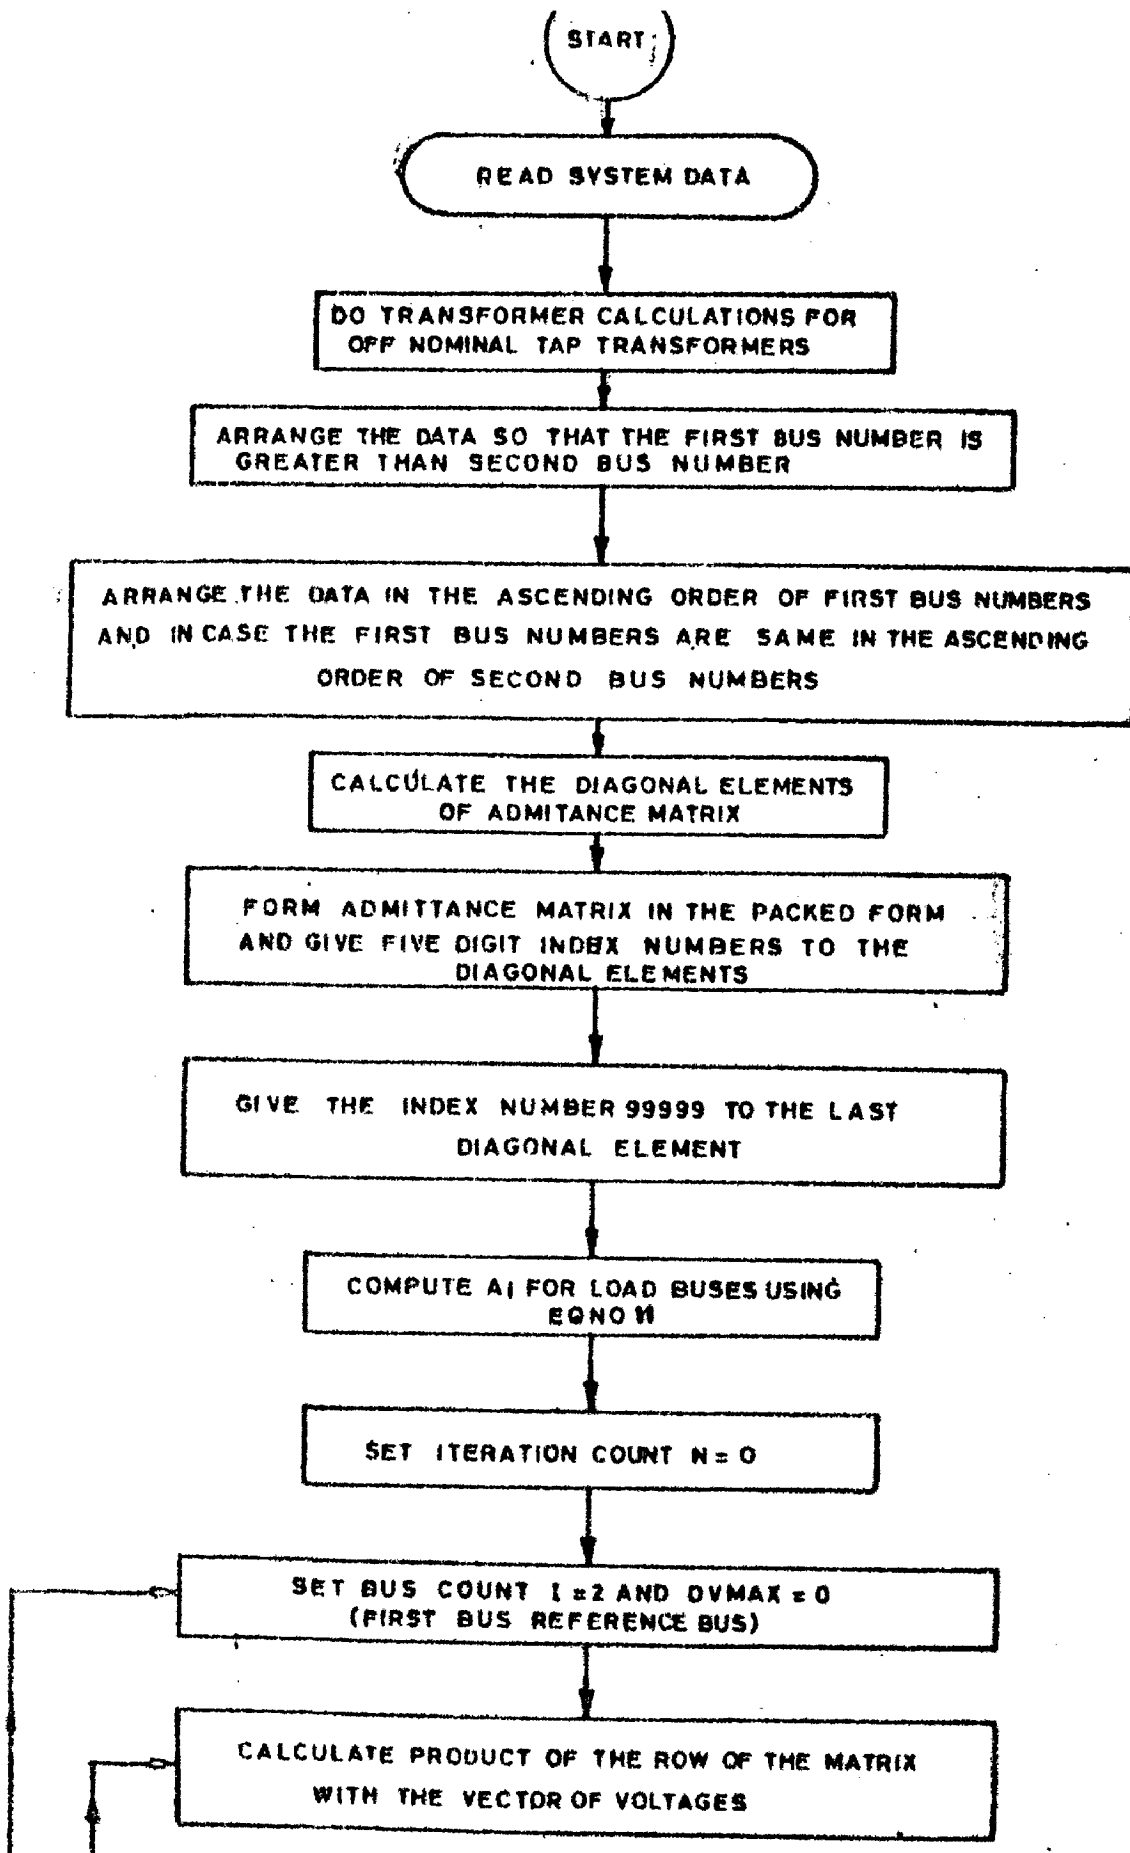 START
READ SYSTEM DATA
DO TRANSFORMER CALCULATIONS FOR
OFF NOMINAL TAP TRANSFORMERS
ARRANGE THE DATA SO THAT THE FIRST BUS NUMBER IS
GREATER THAN SECOND BUS NUMBER
ARRANGE THE DATA IN THE ASCENDING ORDER OF FIRST BUS NUMBERS
AND IN CASE THE FIRST BUS NUMBERS ARE SAME IN THE ASCENDING
ORDER OF SECOND BUS NUMBERS
CALCULATE THE DIAGONAL ELEMENTS
OF ADMITANCE MATRIX
FORM ADMITTANCE MATRIX IN THE PACKED FORM
AND GIVE FIVE DIGIT INDEX NUMBERS TO THE
DIAGONAL ELEMENTS
GIVE THE INDEX NUMBER 99999 TO THE LAST
DIAGONAL ELEMENT
COMPUTE AI FOR LOAD BUSES USING
EQNO
SET ITERATION COUNT N = 0
SET BUS COUNT I = 2 AND DVMAX = 0
(FIRST BUS REFERENCE BUS)
CALCULATE PRODUCT OF THE ROW OF THE MATRIX
WITH THE VECTOR OF VOLTAGES